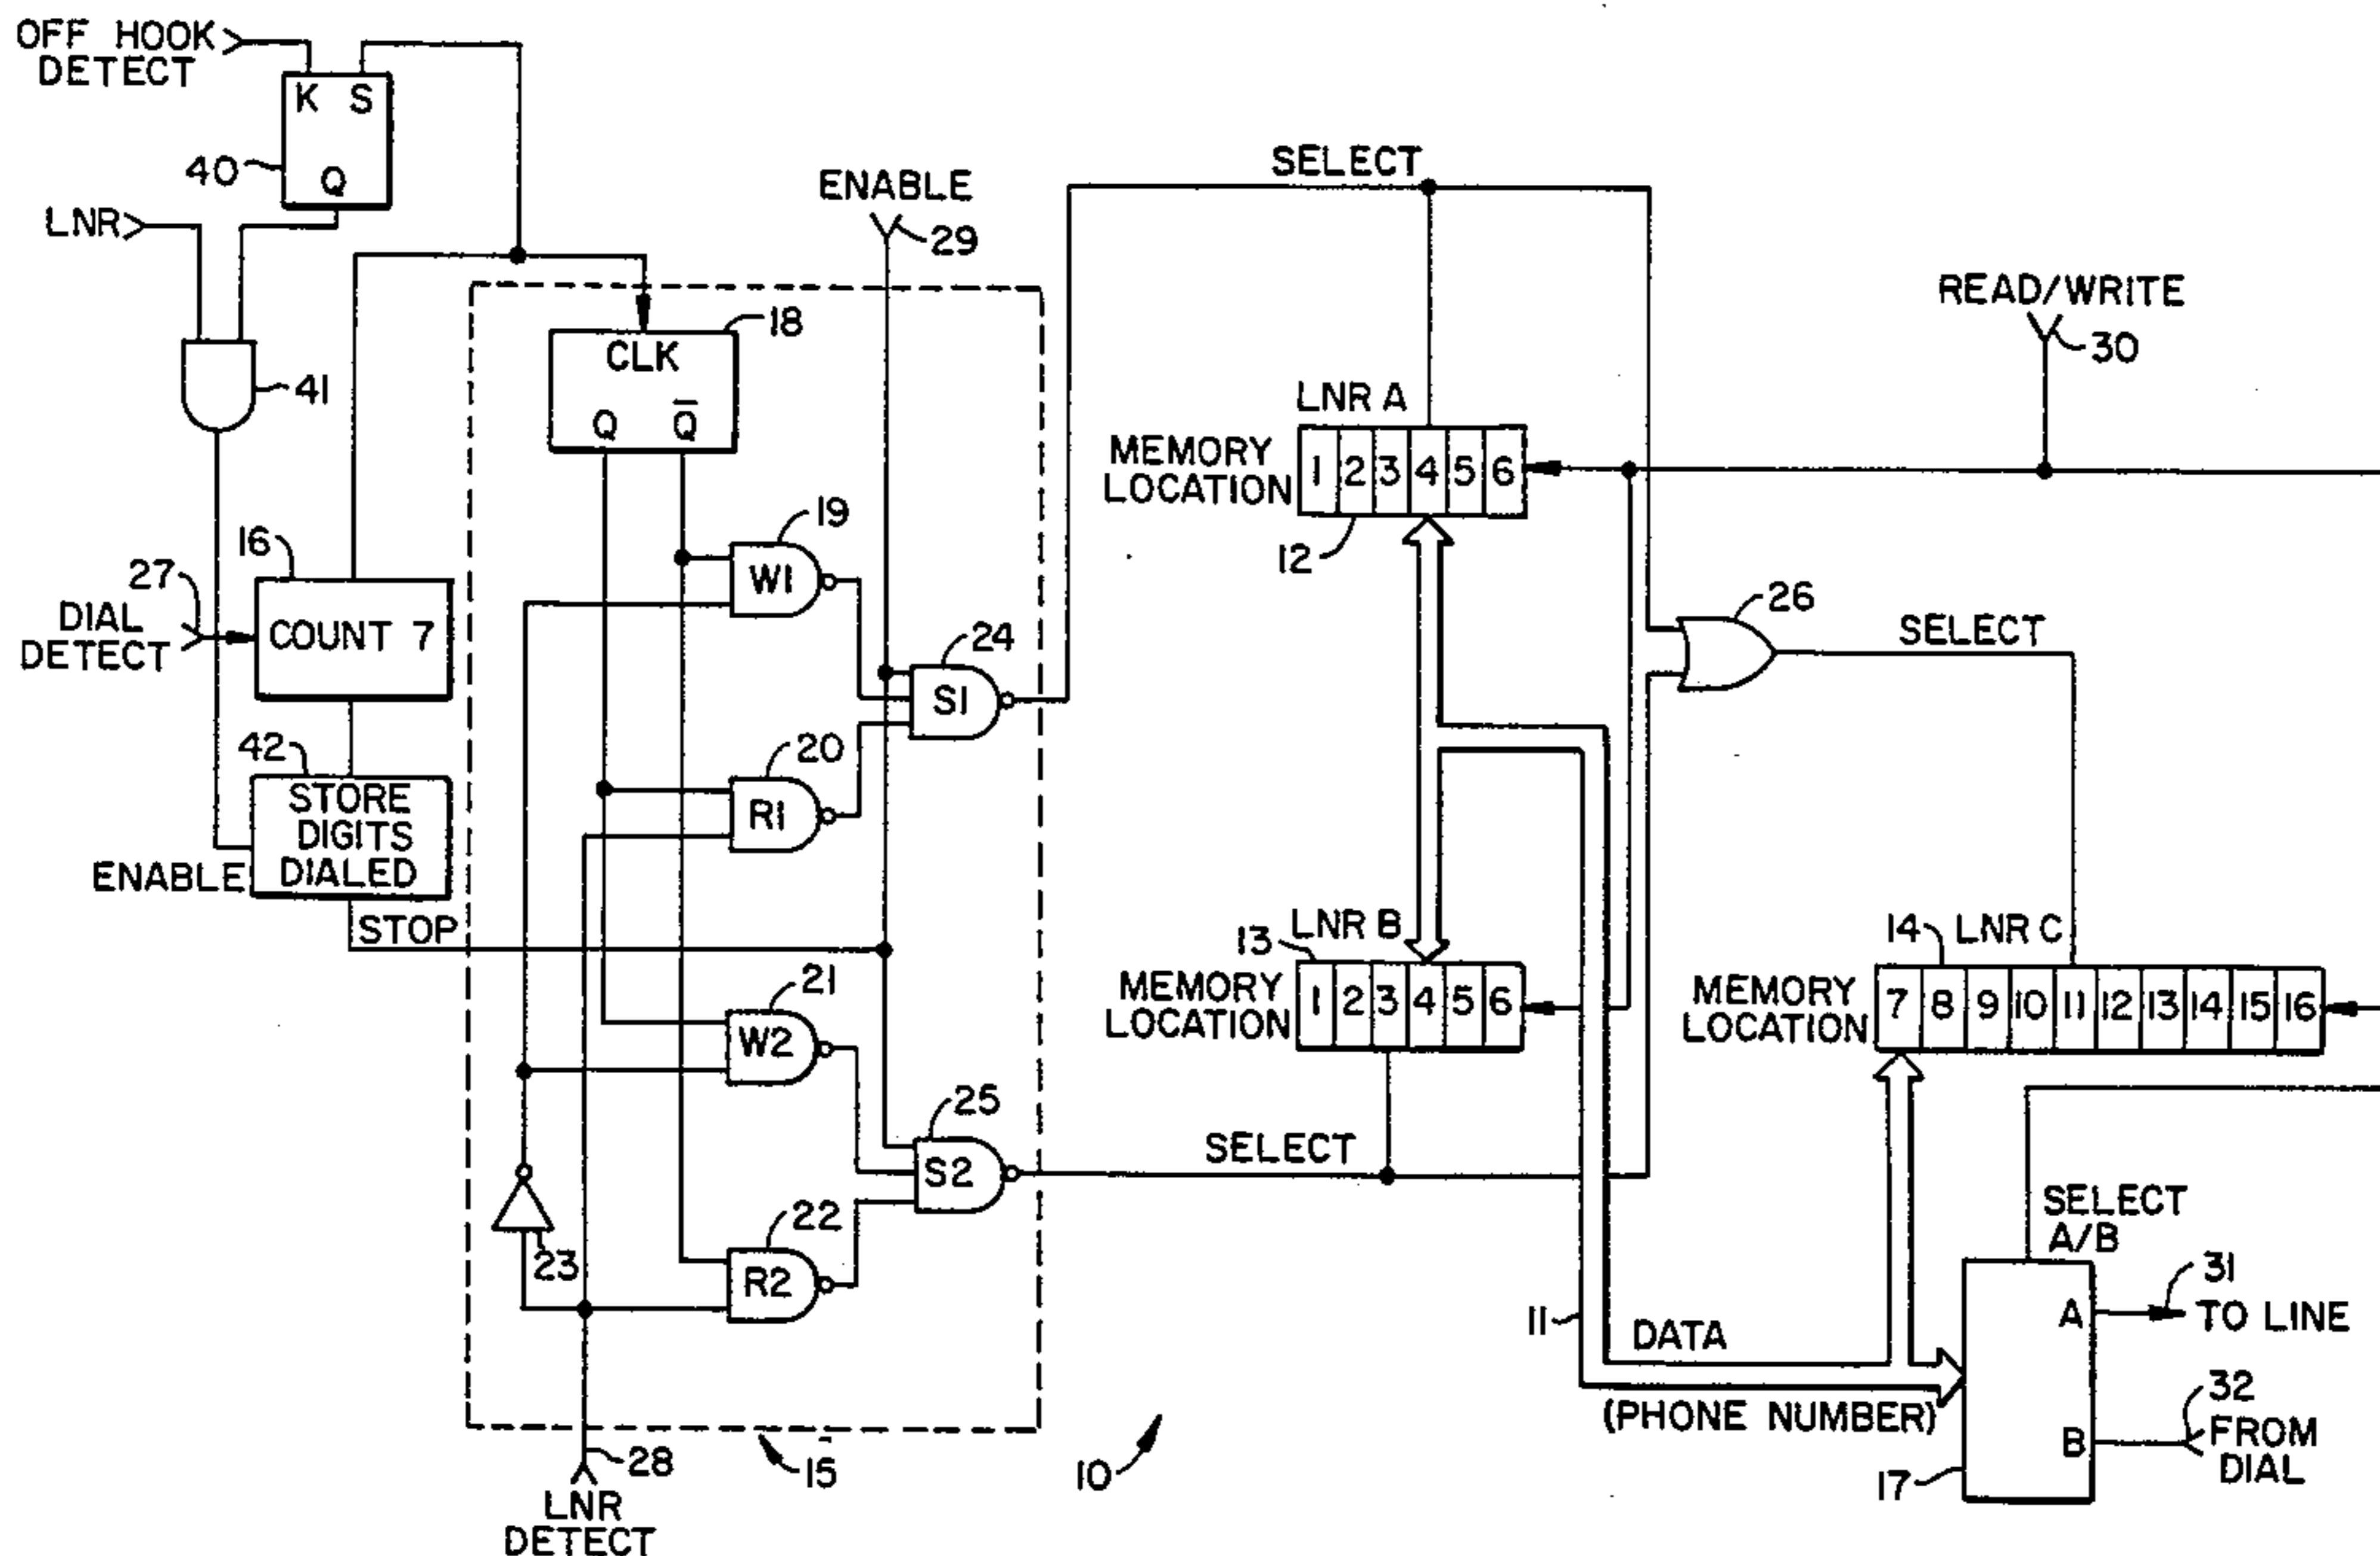 OFF HOOK
DETECT
K S
40
Q
LNR
41
ENABLE
29
SELECT
READ/WRITE
30
18
CLK
Q Q̅
LNR A
MEMORY
LOCATION
1 2 3 4 5 6
12
19
W1
16
27
DIAL
DETECT
COUNT 7
24
S1
26
SELECT
42
STORE
DIGITS
DIALED
ENABLE
STOP
20
R1
21
W2
13
LNR B
MEMORY
LOCATION
1 2 3 4 5 6
14
LNR C
MEMORY
LOCATION
7 8 9 10 11 12 13 14 15 16
25
S2
SELECT
22
R2
23
SELECT
A/B
31
A
TO LINE
11
DATA
(PHONE NUMBER)
32
B
FROM
DIAL
17
28
15
10
LNR
DETECT